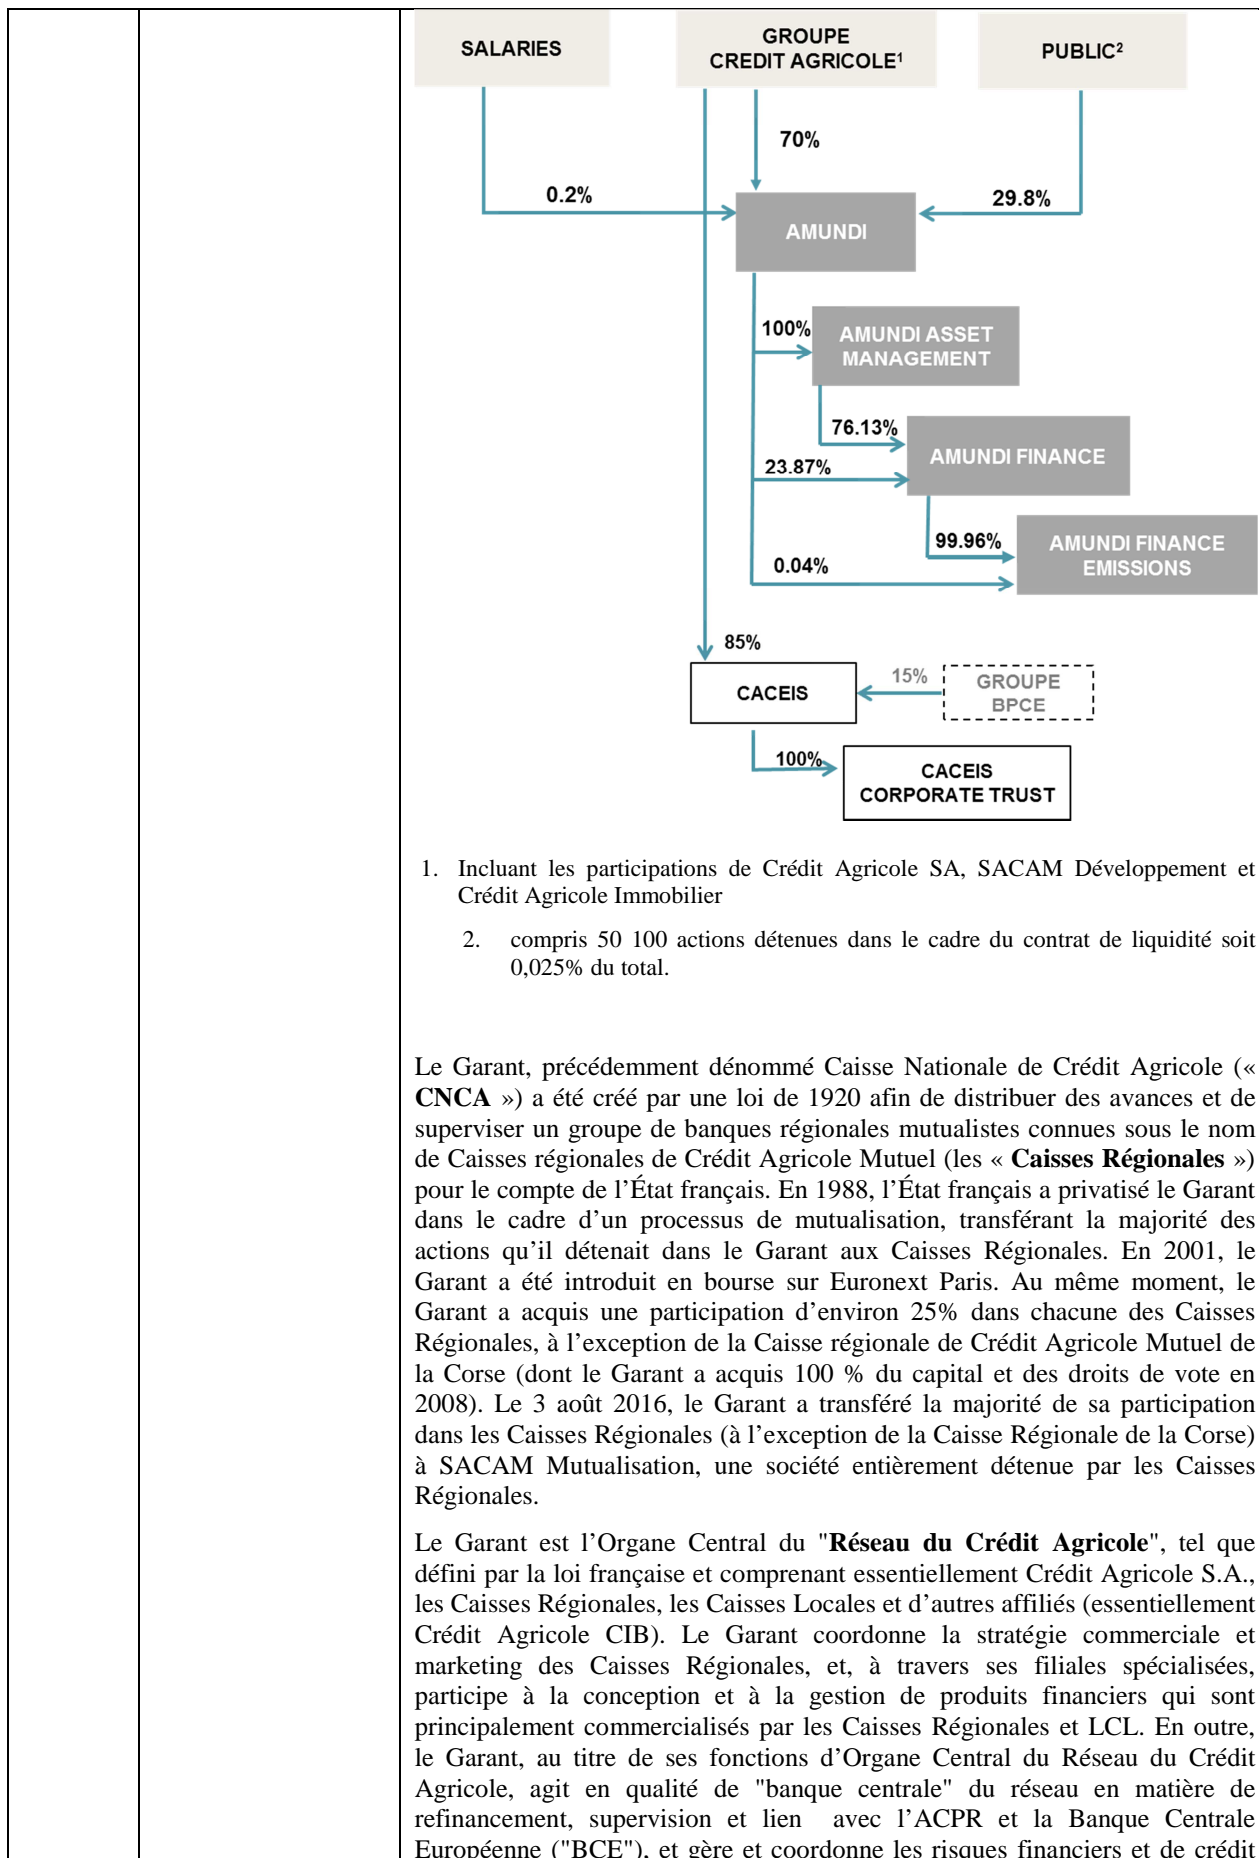 SALARIES
GROUPE
CREDIT AGRICOLE¹
PUBLIC²
70%
0.2%
29.8%
AMUNDI
100%
AMUNDI ASSET
MANAGEMENT
76.13%
AMUNDI FINANCE
23.87%
99.96%
AMUNDI FINANCE
EMISSIONS
0.04%
85%
CACEIS
15%
GROUPE
BPCE
100%
CACEIS
CORPORATE TRUST
1. Incluant les participations de Crédit Agricole SA, SACAM Développement et
Crédit Agricole Immobilier
2. compris 50 100 actions détenues dans le cadre du contrat de liquidité soit
0,025% du total.
Le Garant, précédemment dénommé Caisse Nationale de Crédit Agricole («
CNCA ») a été créé par une loi de 1920 afin de distribuer des avances et de
superviser un groupe de banques régionales mutualistes connues sous le nom
de Caisses régionales de Crédit Agricole Mutuel (les « Caisses Régionales »)
pour le compte de l’État français. En 1988, l’État français a privatisé le Garant
dans le cadre d’un processus de mutualisation, transférant la majorité des
actions qu’il détenait dans le Garant aux Caisses Régionales. En 2001, le
Garant a été introduit en bourse sur Euronext Paris. Au même moment, le
Garant a acquis une participation d’environ 25% dans chacune des Caisses
Régionales, à l’exception de la Caisse régionale de Crédit Agricole Mutuel de
la Corse (dont le Garant a acquis 100 % du capital et des droits de vote en
2008). Le 3 août 2016, le Garant a transféré la majorité de sa participation
dans les Caisses Régionales (à l’exception de la Caisse Régionale de la Corse)
à SACAM Mutualisation, une société entièrement détenue par les Caisses
Régionales.
Le Garant est l’Organe Central du "Réseau du Crédit Agricole", tel que
défini par la loi française et comprenant essentiellement Crédit Agricole S.A.,
les Caisses Régionales, les Caisses Locales et d’autres affiliés (essentiellement
Crédit Agricole CIB). Le Garant coordonne la stratégie commerciale et
marketing des Caisses Régionales, et, à travers ses filiales spécialisées,
participe à la conception et à la gestion de produits financiers qui sont
principalement commercialisés par les Caisses Régionales et LCL. En outre,
le Garant, au titre de ses fonctions d’Organe Central du Réseau du Crédit
Agricole, agit en qualité de "banque centrale" du réseau en matière de
refinancement, supervision et lien avec l’ACPR et la Banque Centrale
Européenne ("BCE"), et gère et coordonne les risques financiers et de crédit